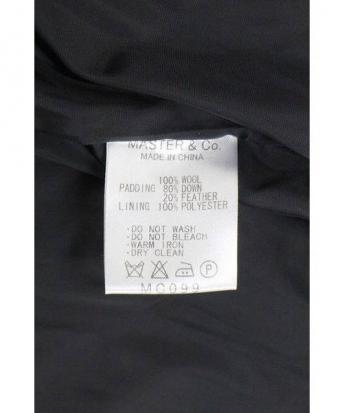 MASTER & Co.
MADE IN CHINA
100% WOOL
PADDING 80% DOWN
20% FEATHER
LINING 100% POLYESTER
・DO NOT WASH
・DO NOT BLEACH
・WARM IRON
・DRY CLEAN
P
MC099